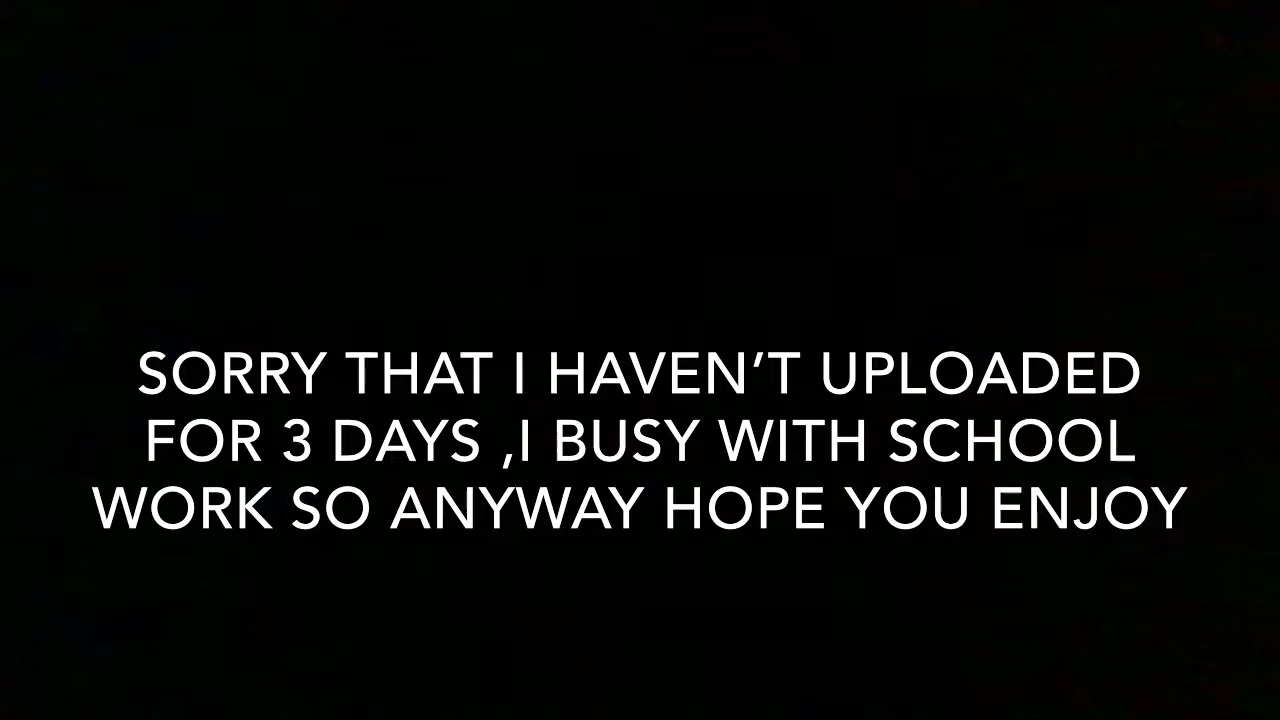 SORRY THAT I HAVEN’T UPLOADED
FOR 3 DAYS ,I BUSY WITH SCHOOL
WORK SO ANYWAY HOPE YOU ENJOY